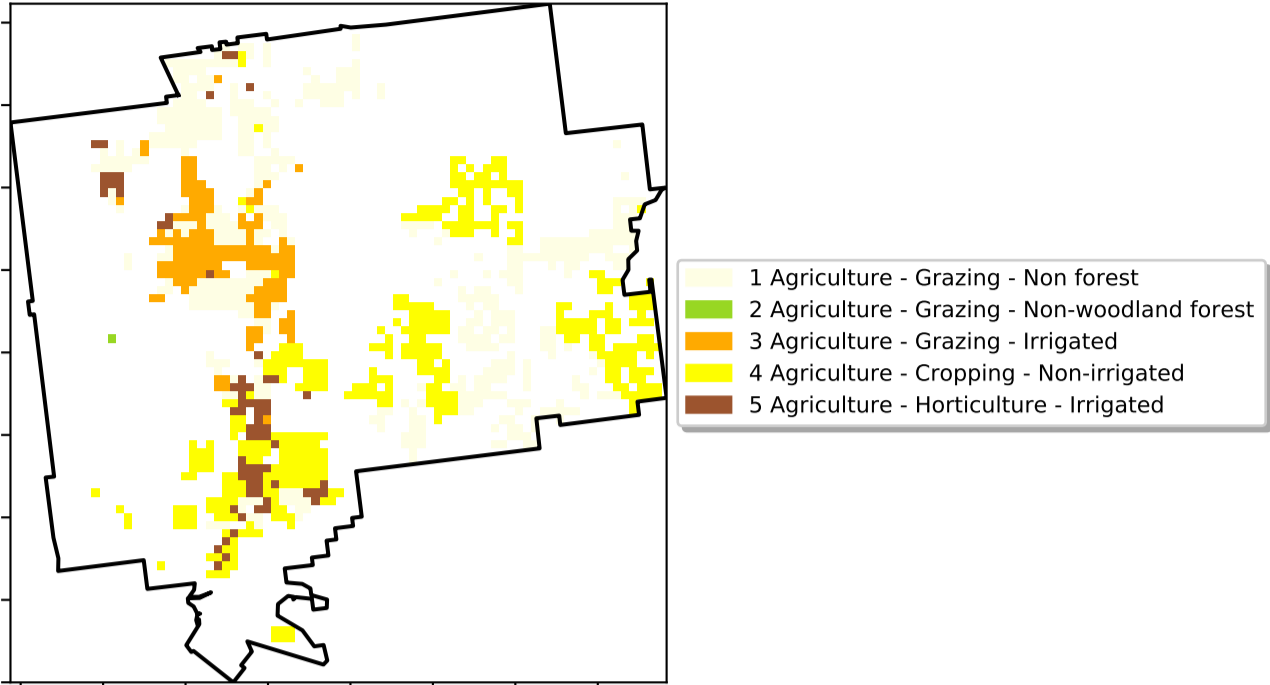 1 Agriculture - Grazing - Non forest
2 Agriculture - Grazing - Non-woodland forest
3 Agriculture - Grazing - Irrigated
4 Agriculture - Cropping - Non-irrigated
5 Agriculture - Horticulture - Irrigated